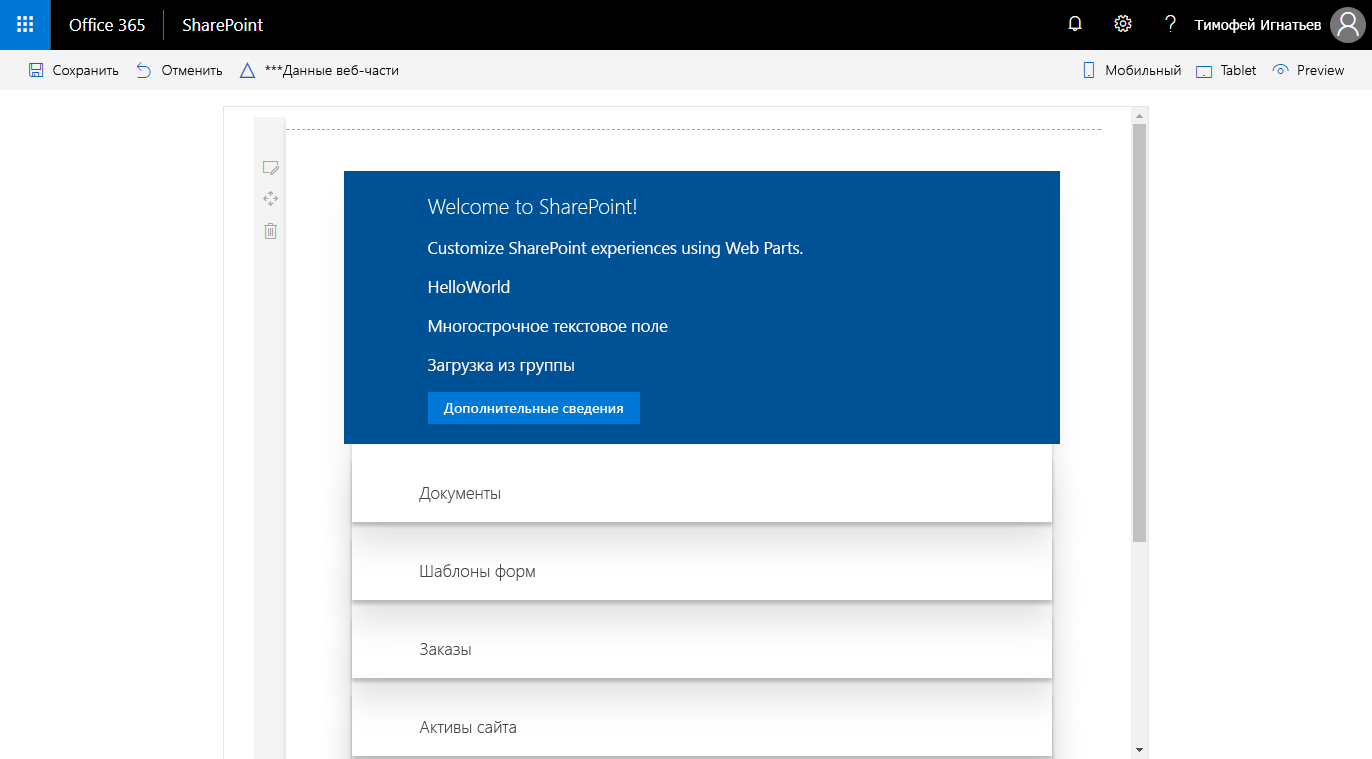 Office 365 SharePoint ? Тимофей Игнатьев
Сохранить Отменить ***Данные веб-части Мобильный Tablet Preview
Welcome to SharePoint!
Customize SharePoint experiences using Web Parts.
HelloWorld
Многострочное текстовое поле
Загрузка из группы
Дополнительные сведения
Документы
Шаблоны форм
Заказы
Активы сайта